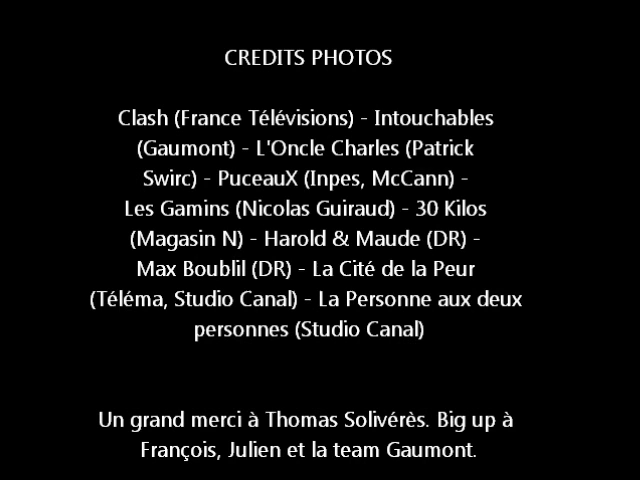 CREDITS PHOTOS
Clash (France Télévisions) - Intouchables
(Gaumont) - L'Oncle Charles (Patrick
Swirc) - PuceauX (Inpes, McCann) -
Les Gamins (Nicolas Guiraud) - 30 Kilos
(Magasin N) - Harold & Maude (DR) -
Max Boublil (DR) - La Cité de la Peur
(Téléma, Studio Canal) - La Personne aux deux
personnes (Studio Canal)
Un grand merci à Thomas Solivérès. Big up à
François, Julien et la team Gaumont.